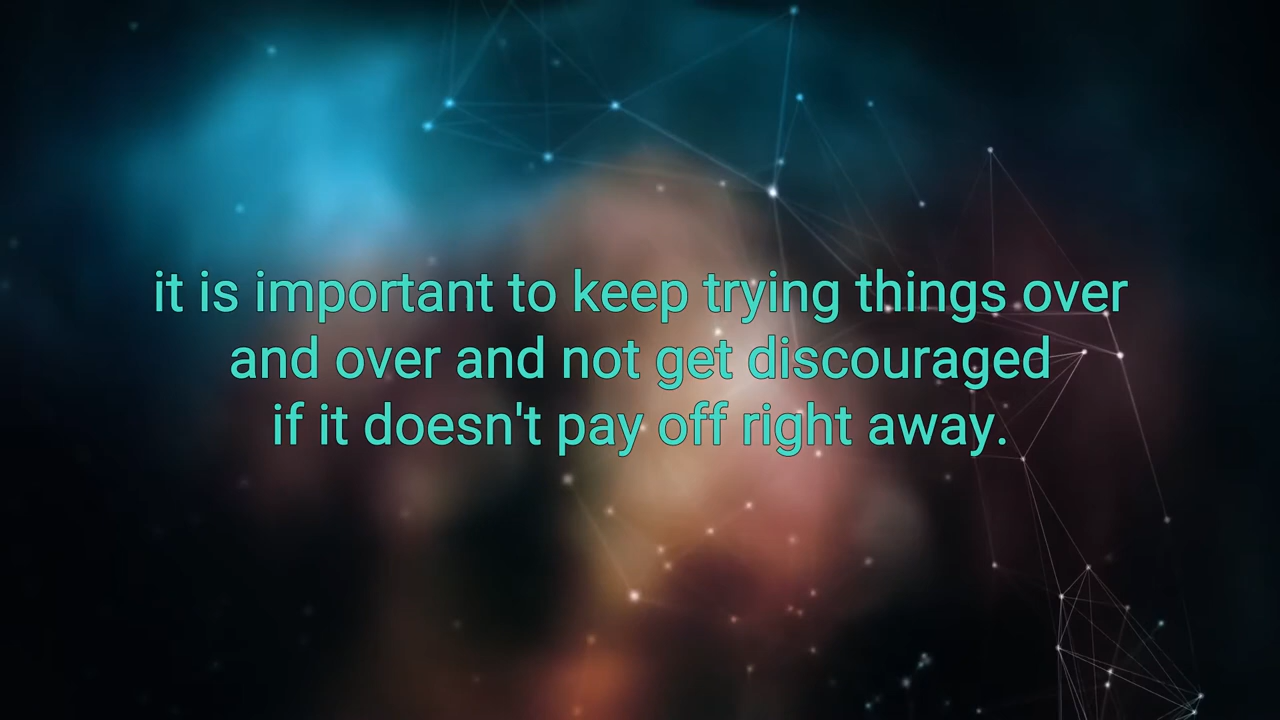 it is important to keep trying things over
and over and not get discouraged
if it doesn't pay off right away.